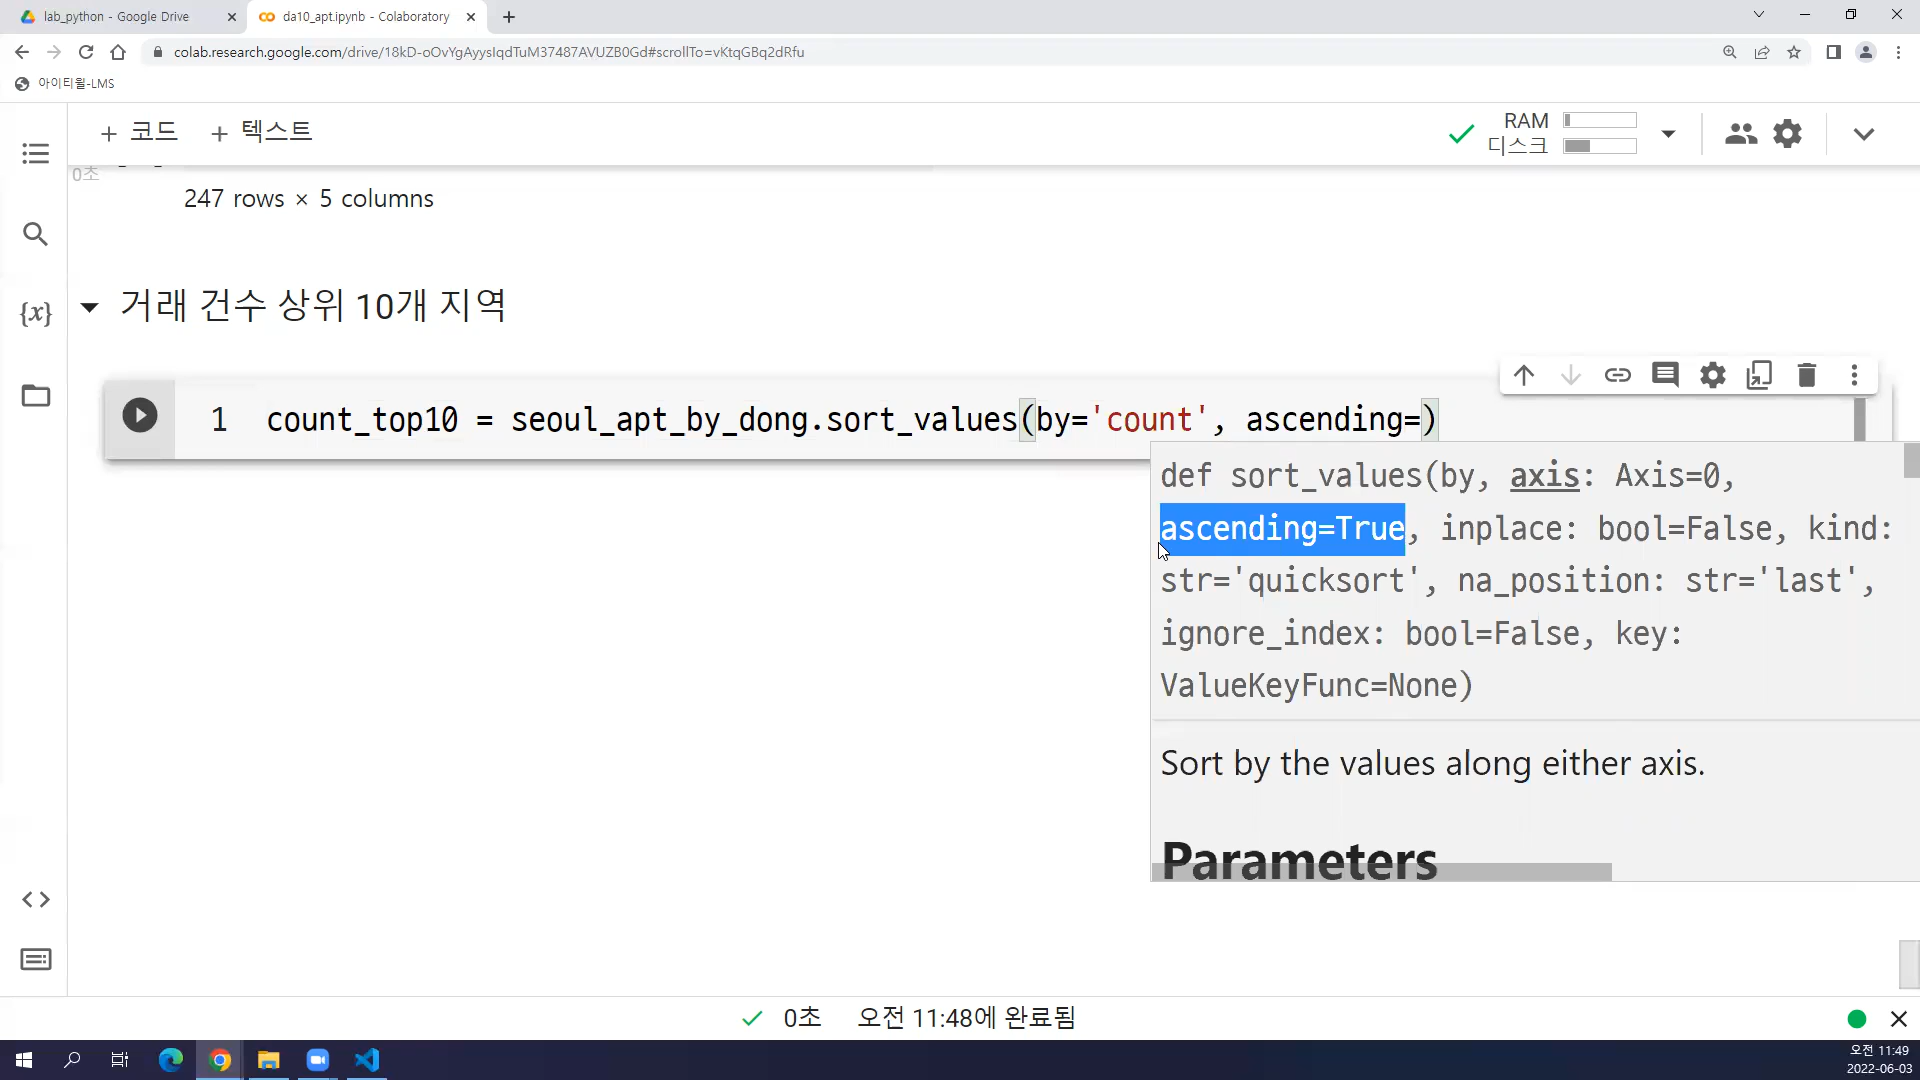 lab_python - Google Drive
da10_apt.ipynb - Colaboratory
colab.research.google.com/drive/18kD-oOvYgAyysIqdTuM37487AVUZB0Gd#scrollTo=vKtqGBq2dRfu
아이티윌-LMS
+ 코드 + 텍스트
RAM
디스크
0초
247 rows × 5 columns
{x}
거래 건수 상위 10개 지역
1 count_top10 = seoul_apt_by_dong.sort_values(by='count', ascending=)
def sort_values(by, axis: Axis=0,
ascending=True, inplace: bool=False, kind:
str='quicksort', na_position: str='last',
ignore_index: bool=False, key:
ValueKeyFunc=None)
Sort by the values along either axis.
Parameters
0초 오전 11:48에 완료됨
오전 11:49
2022-06-03